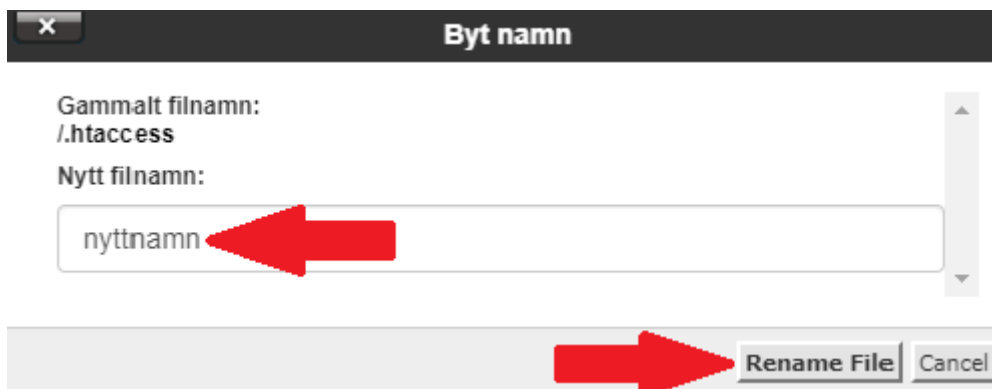 Byt namn
Gammalt filnamn:
/.htaccess
Nytt filnamn:
nyttnamn
Rename File Cancel